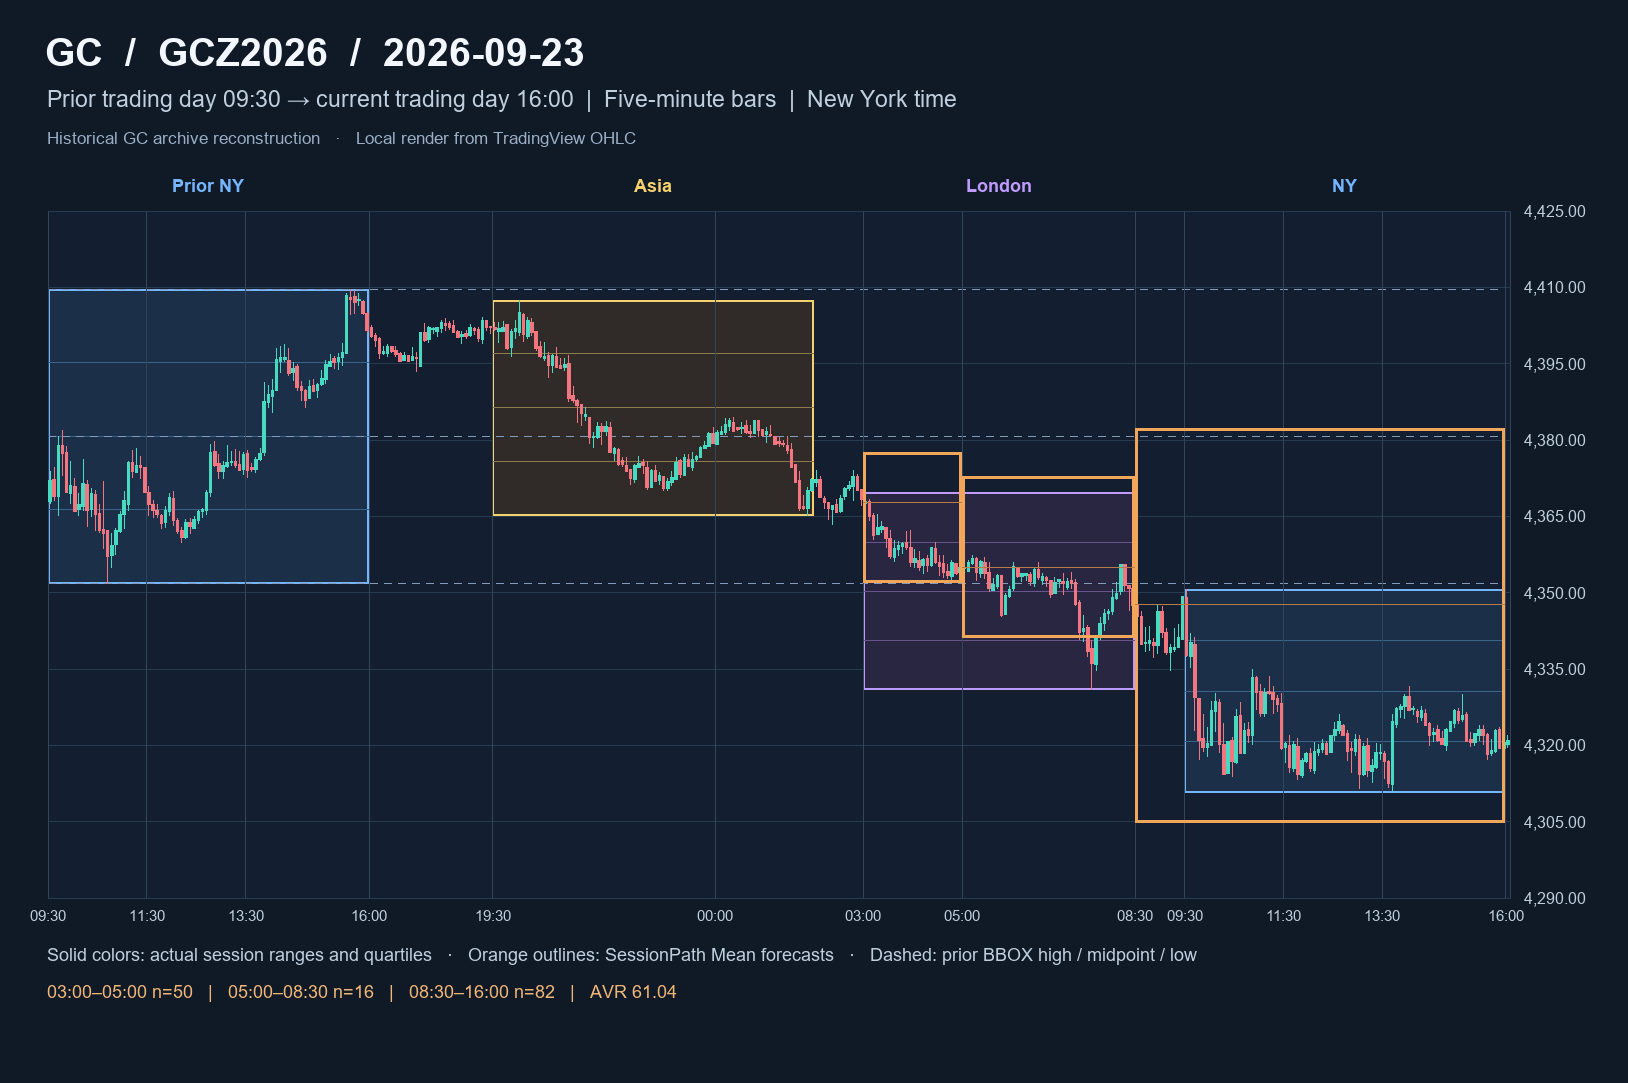 GC / GCZ2026 / 2026-09-23
Prior trading day 09:30 → current trading day 16:00 | Five-minute bars | New York time
Historical GC archive reconstruction · Local render from TradingView OHLC
Prior NY Asia London NY
4,425.00
4,410.00
4,395.00
4,380.00
4,365.00
4,350.00
4,335.00
4,320.00
4,305.00
4,290.00
09:30 11:30 13:30 16:00 19:30 00:00 03:00 05:00 08:30 09:30 11:30 13:30 16:00
Solid colors: actual session ranges and quartiles · Orange outlines: SessionPath Mean forecasts · Dashed: prior BBOX high / midpoint / low
03:00–05:00 n=50 | 05:00–08:30 n=16 | 08:30–16:00 n=82 | AVR 61.04